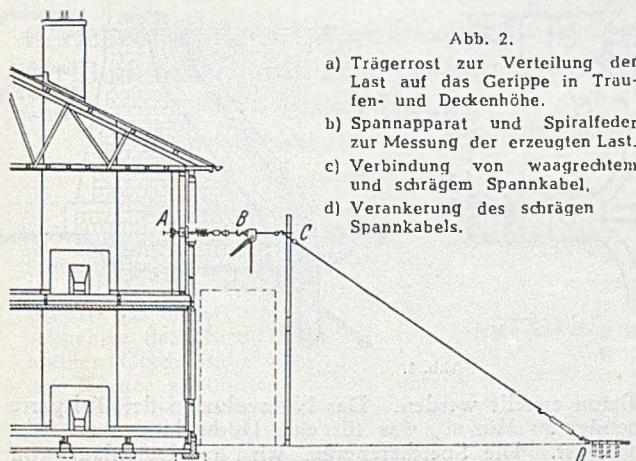 Abb. 2.
a) Trägerrost zur Verteilung der
Last auf das Gerippe in Trau-
fen- und Deckenhöhe.
b) Spannapparat und Spiralfeder
zur Messung der erzeugten Last.
c) Verbindung von waagrechtem
und schrägem Spannkabel.
d) Verankerung des schrägen
Spannkabels.
A B C
D